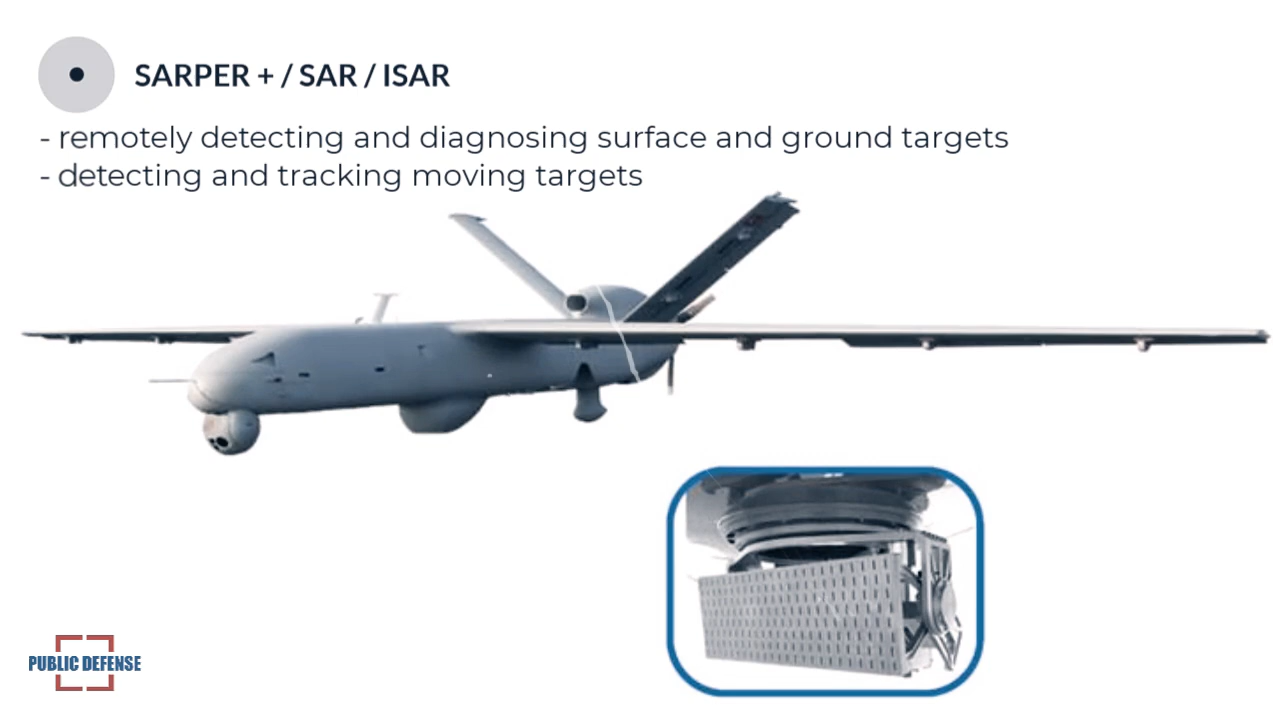 SARPER + / SAR / ISAR
- remotely detecting and diagnosing surface and ground targets
- detecting and tracking moving targets
PUBLIC DEFENSE